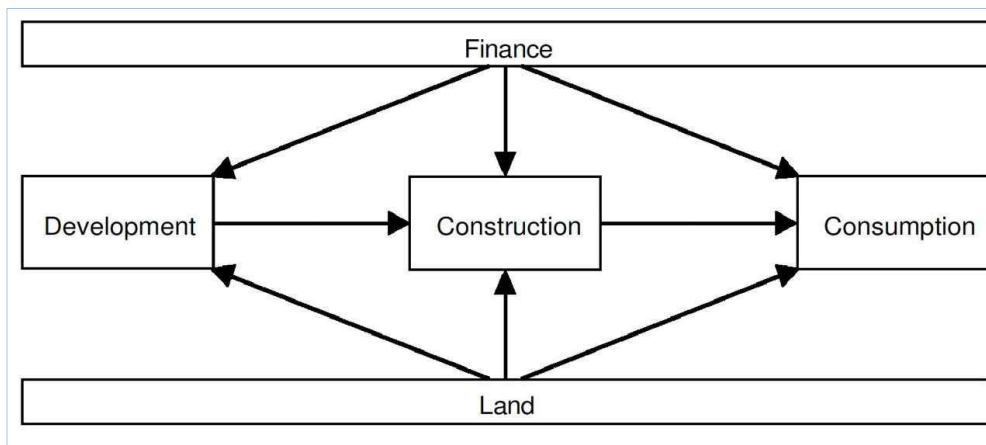 Finance
Development
Construction
Consumption
Land